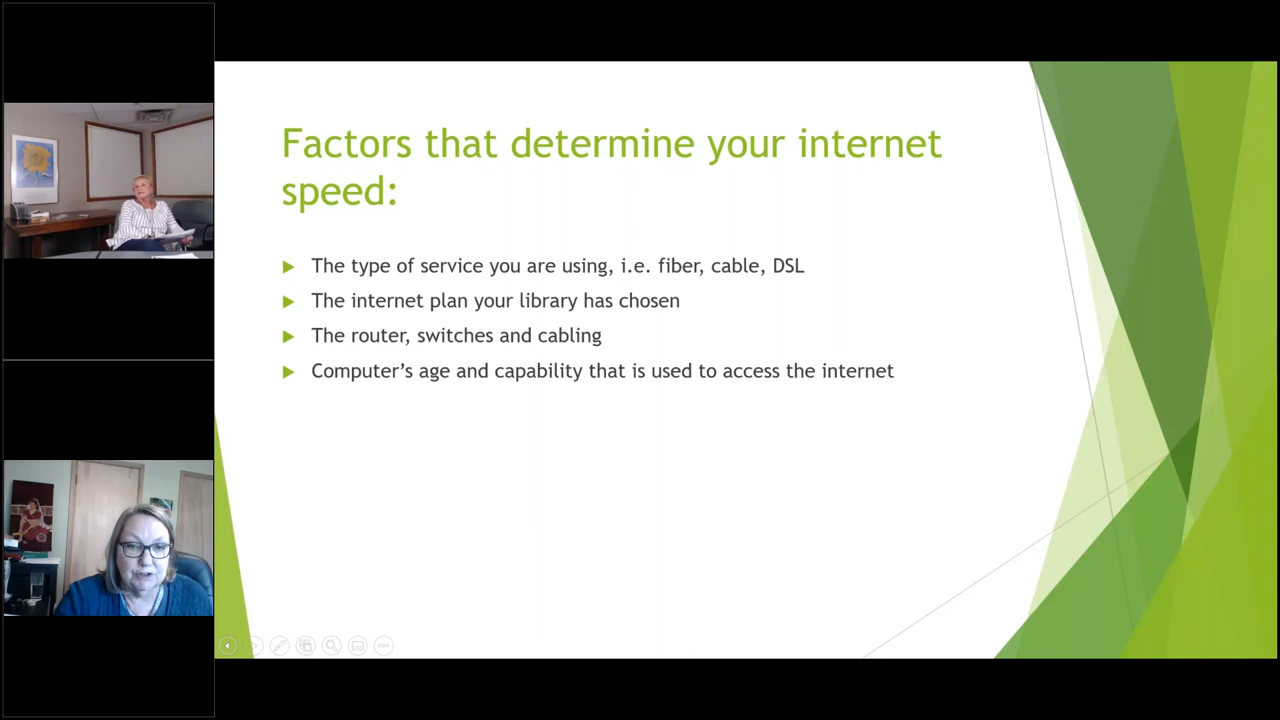 Factors that determine your internet
speed:
The type of service you are using, i.e. fiber, cable, DSL
The internet plan your library has chosen
The router, switches and cabling
Computer’s age and capability that is used to access the internet